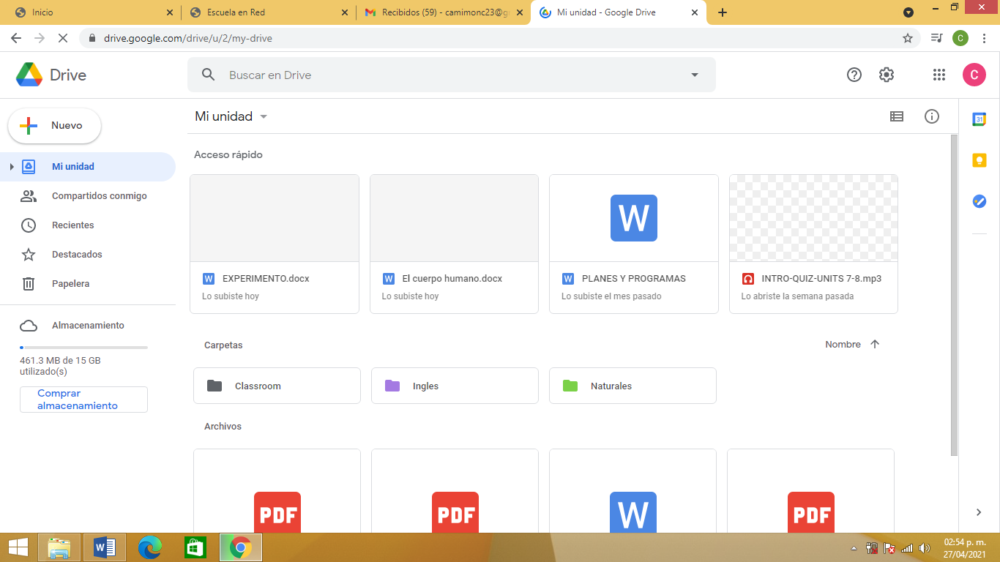 Inicio
Escuela en Red
Recibidos (59) - camimonc23@g
Mi unidad - Google Drive
drive.google.com/drive/u/2/my-drive
C
Drive
Buscar en Drive
C
Nuevo
Mi unidad
Mi unidad
Compartidos conmigo
Recientes
Destacados
Papelera
Almacenamiento
461.3 MB de 15 GB
utilizado(s)
Comprar
almacenamiento
Acceso rápido
W
W EXPERIMENTO.docx
Lo subiste hoy
W El cuerpo humano.docx
Lo subiste hoy
W PLANES Y PROGRAMAS
Lo subiste el mes pasado
INTRO-QUIZ-UNITS 7-8.mp3
Lo abriste la semana pasada
Carpetas
Nombre
Classroom
Ingles
Naturales
Archivos
PDF
PDF
W
PDF
31
W
02:54 p. m.
27/04/2021